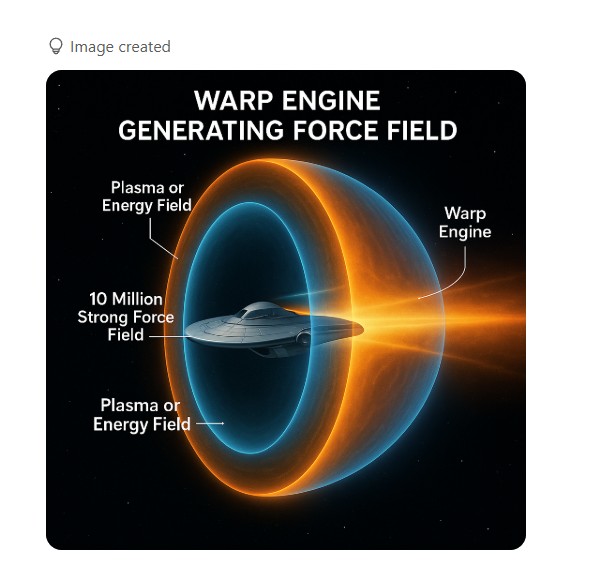 Image created
WARP ENGINE
GENERATING FORCE FIELD
Plasma or
Energy Field
Warp
Engine
10 Million
Strong Force
Field
Plasma or
Energy Field